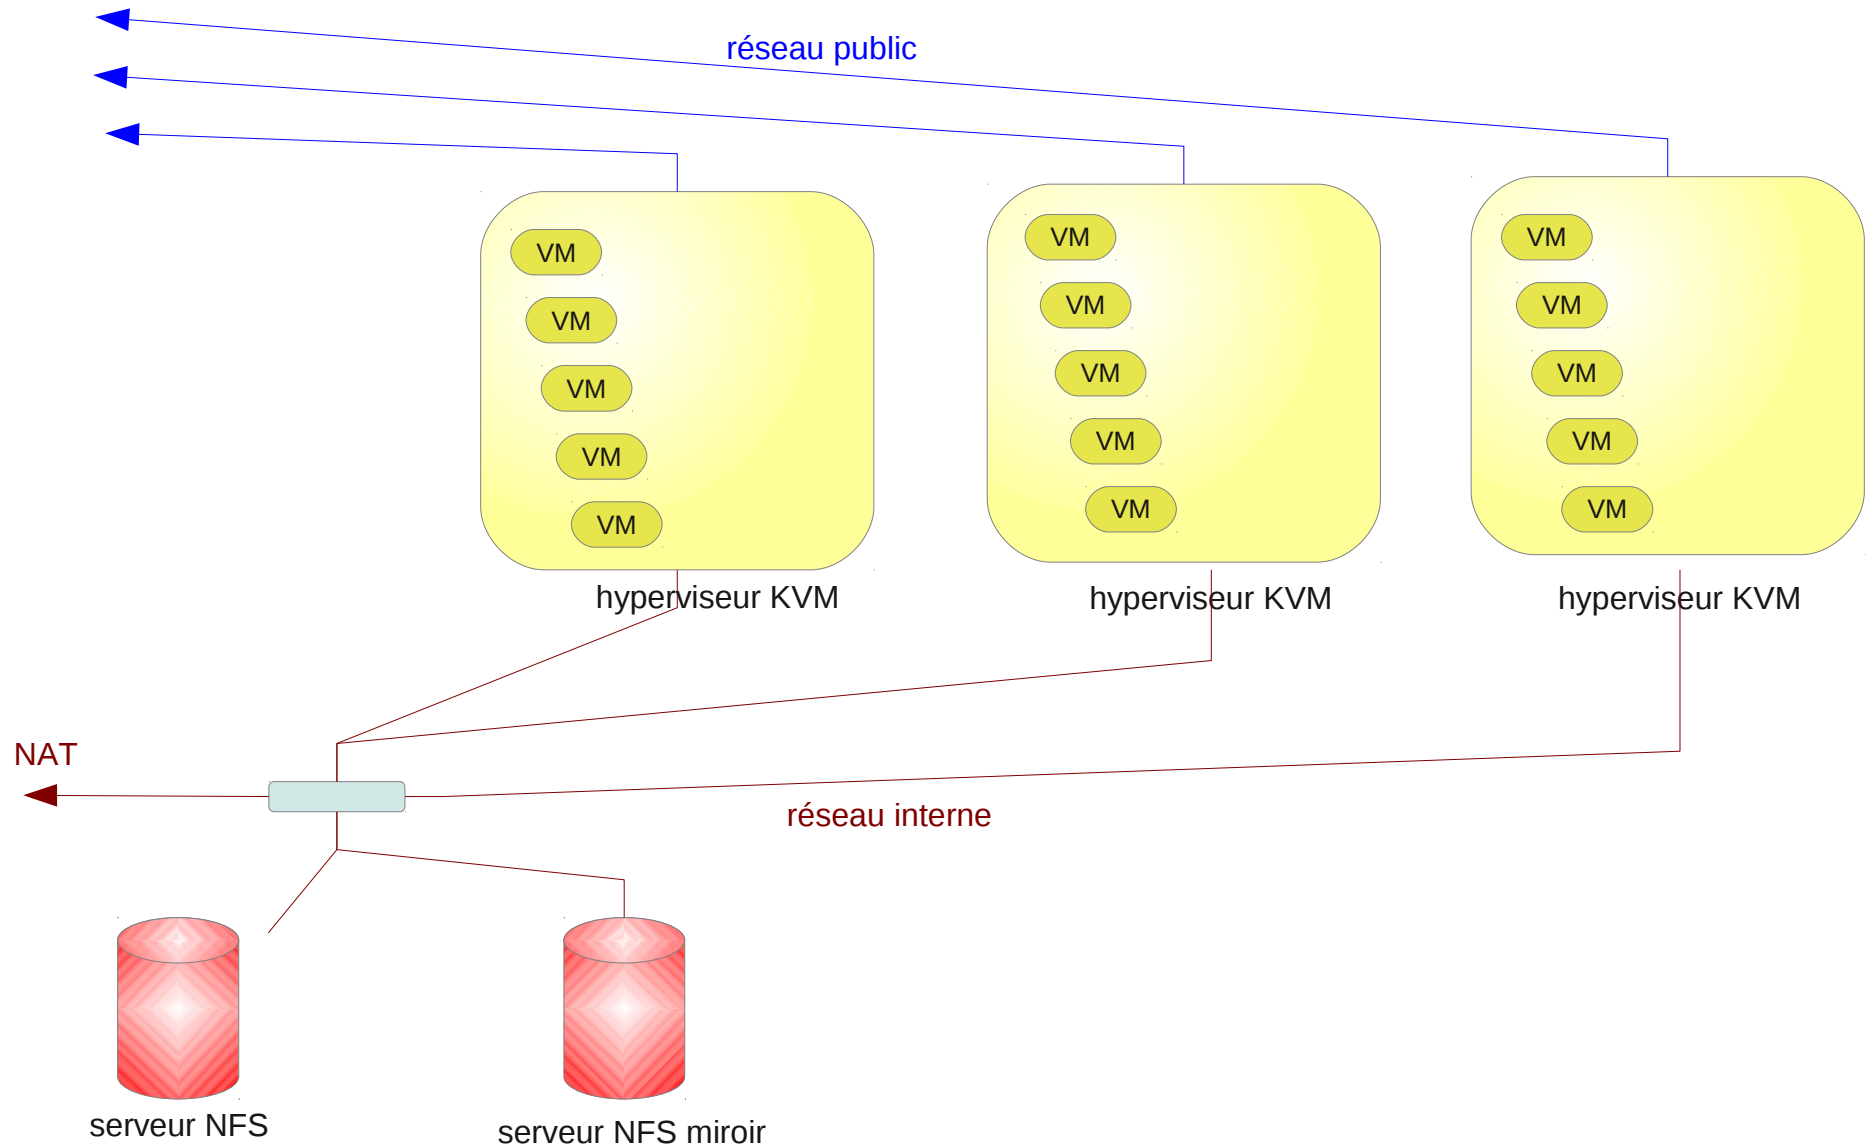 réseau public
VM
VM
VM
VM
VM
hyperviseur KVM
VM
VM
VM
VM
VM
hyperviseur KVM
VM
VM
VM
VM
VM
hyperviseur KVM
NAT
réseau interne
serveur NFS
serveur NFS miroir